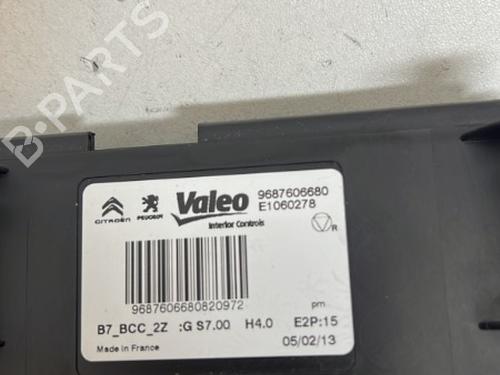 CITROËN
PEUGEOT
Valeo
Interior Controls
9687606680
E1060278
R
9687606680820972
pm
B7_BCC_2Z :G S7.00 H4.0 E2P:15
Made in France
05/02/13
B-PARTS